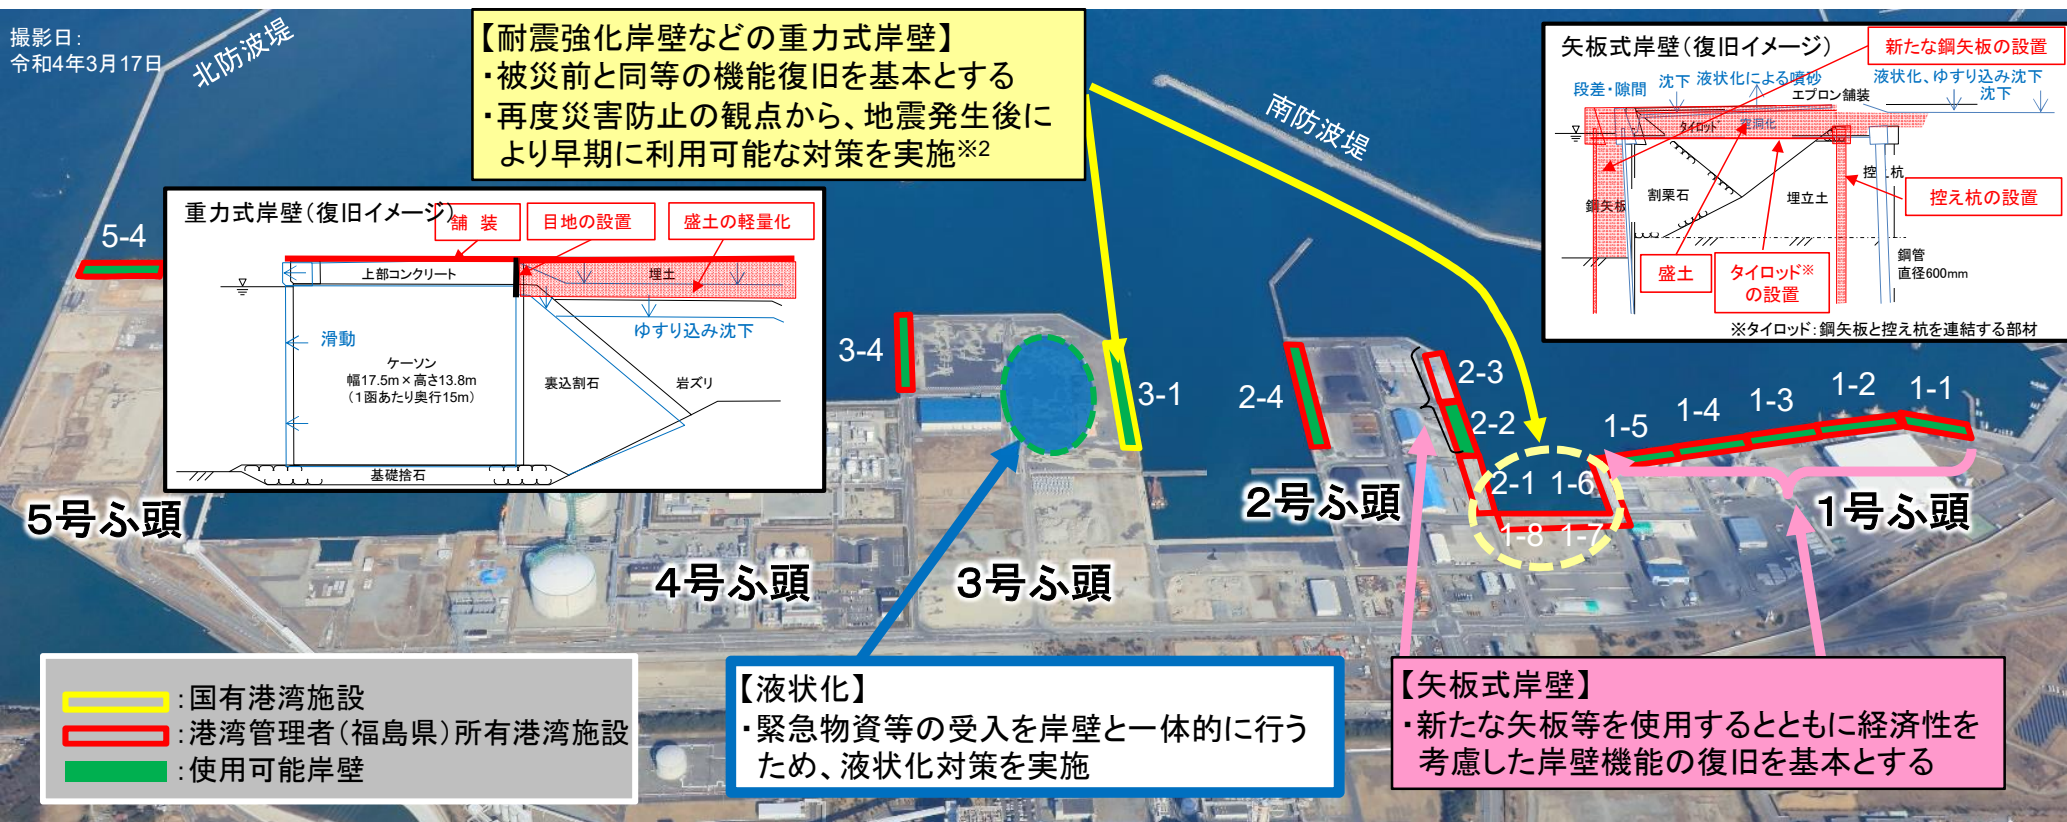 撮影日：
令和4年3月17日
北防波堤
【耐震強化岸壁などの重力式岸壁】
・被災前と同等の機能復旧を基本とする
・再度災害防止の観点から、地震発生後に
より早期に利用可能な対策を実施※2
南防波堤
矢板式岸壁（復旧イメージ）
新たな鋼矢板の設置
段差・隙間
沈下
液状化による噴砂
エプロン舗装
液状化、ゆすり込み沈下
沈下
タイロッド
空洞化
控え杭
割栗石
埋立土
鋼矢板
控え杭の設置
盛土
タイロッド※
の設置
鋼管
直径600mm
※タイロッド：鋼矢板と控え杭を連結する部材
重力式岸壁（復旧イメージ）
舗 装
目地の設置
盛土の軽量化
上部コンクリート
埋土
ゆすり込み沈下
滑動
ケーソン
幅17.5m×高さ13.8m
（1函あたり奥行15m）
裏込割石
岩ズリ
基礎捨石
5-4
3-4
3-1
2-4
2-3
2-2
2-1
1-6
1-8
1-7
1-5
1-4
1-3
1-2
1-1
5号ふ頭
4号ふ頭
3号ふ頭
2号ふ頭
1号ふ頭
：国有港湾施設
：港湾管理者（福島県）所有港湾施設
：使用可能岸壁
【液状化】
・緊急物資等の受入を岸壁と一体的に行う
ため、液状化対策を実施
【矢板式岸壁】
・新たな矢板等を使用するとともに経済性を
考慮した岸壁機能の復旧を基本とする